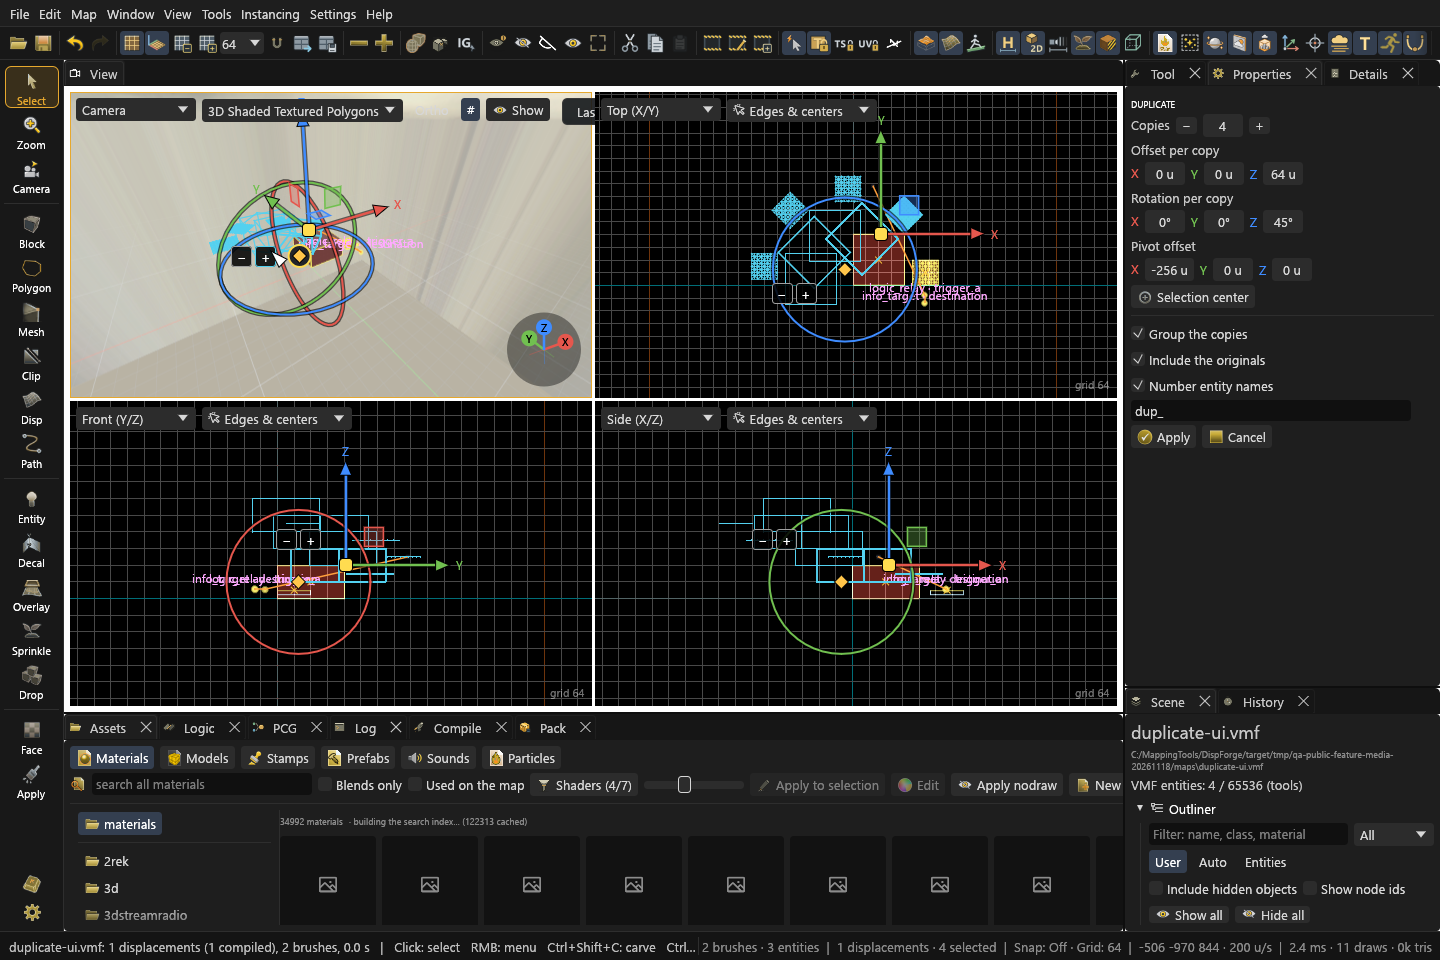 File Edit Map Window View Tools Instancing Settings Help
64 IG. TS UV 2D H T
View
Tool Properties Details
Select
Zoom
Camera
Block
Polygon
Mesh
Clip
Disp
Path
Entity
Decal
Overlay
Sprinkle
Drop
Face
Apply
Camera 3D Shaded Textured Polygons # Show Las
X Y Z
− +
Top (X/Y) Edges & centers
Y
X
logic_relay trigger_a
info_target destination
− +
grid 64
Front (Y/Z) Edges & centers
Z
− +
Y
grid 64
Side (X/Z) Edges & centers
Z
− +
X
grid 64
DUPLICATE
Copies − 4 +
Offset per copy
X 0 u Y 0 u Z 64 u
Rotation per copy
X 0° Y 0° Z 45°
Pivot offset
X -256 u Y 0 u Z 0 u
Selection center
Group the copies
Include the originals
Number entity names
dup_
Apply Cancel
Assets Logic PCG Log Compile Pack
Materials Models Stamps Prefabs Sounds Particles
search all materials Blends only Used on the map Shaders (4/7) Apply to selection Edit Apply nodraw New
materials
2rek
3d
3dstreamradio
34992 materials · building the search index... (122313 cached)
Scene History
duplicate-ui.vmf
C:/MappingTools/DispForge/target/tmp/qa-public-feature-media-
20261118/maps\duplicate-ui.vmf
VMF entities: 4 / 65536 (tools)
Outliner
Filter: name, class, material All
User Auto Entities
Include hidden objects Show node ids
Show all Hide all
duplicate-ui.vmf: 1 displacements (1 compiled), 2 brushes, 0.0 s | Click: select RMB: menu Ctrl+Shift+C: carve Ctrl... 2 brushes · 3 entities | 1 displacements · 4 selected | Snap: Off · Grid: 64 | -506 -970 844 · 200 u/s | 2.4 ms · 11 draws · 0k tris